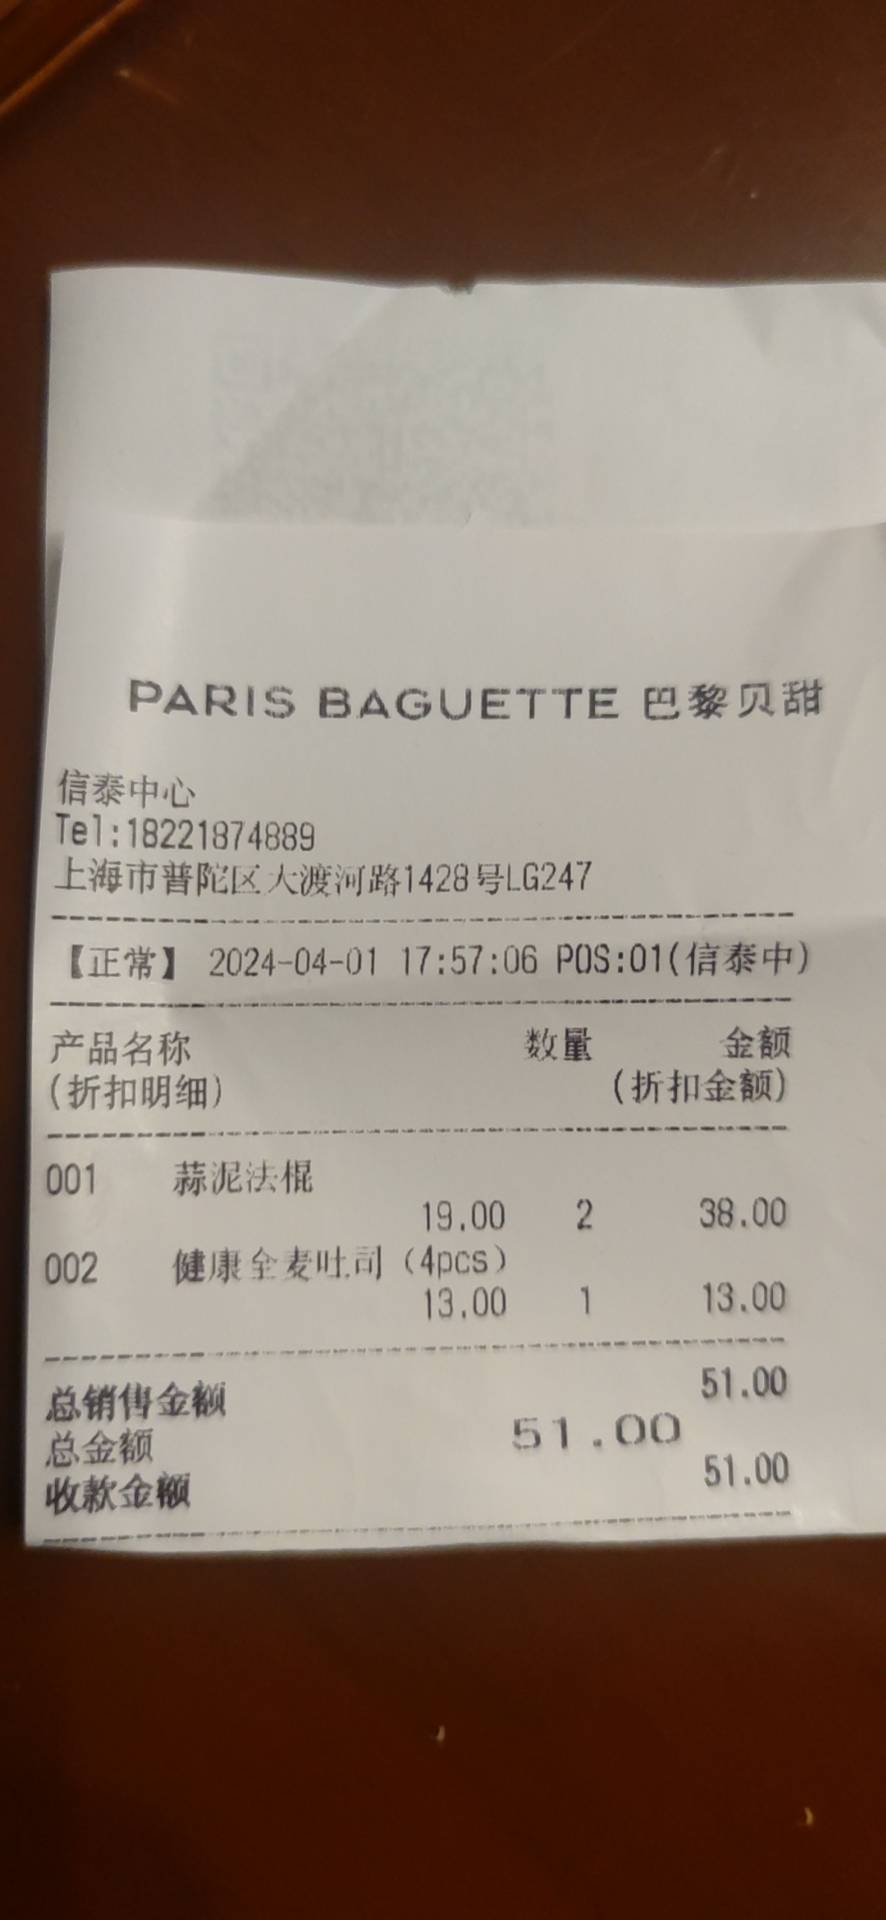 PARIS BAGUETTE 巴黎贝甜
信泰中心
Tel:18221874889
上海市普陀区大渡河路1428号LG247
【正常】 2024-04-01 17:57:06 POS:01(信泰中)
产品名称 数量 金额
(折扣明细) (折扣金额)
001 蒜泥法棍
19.00 2 38.00
002 健康全麦吐司（4pcs）
13.00 1 13.00
总销售金额 51.00
总金额 51.00
收款金额 51.00